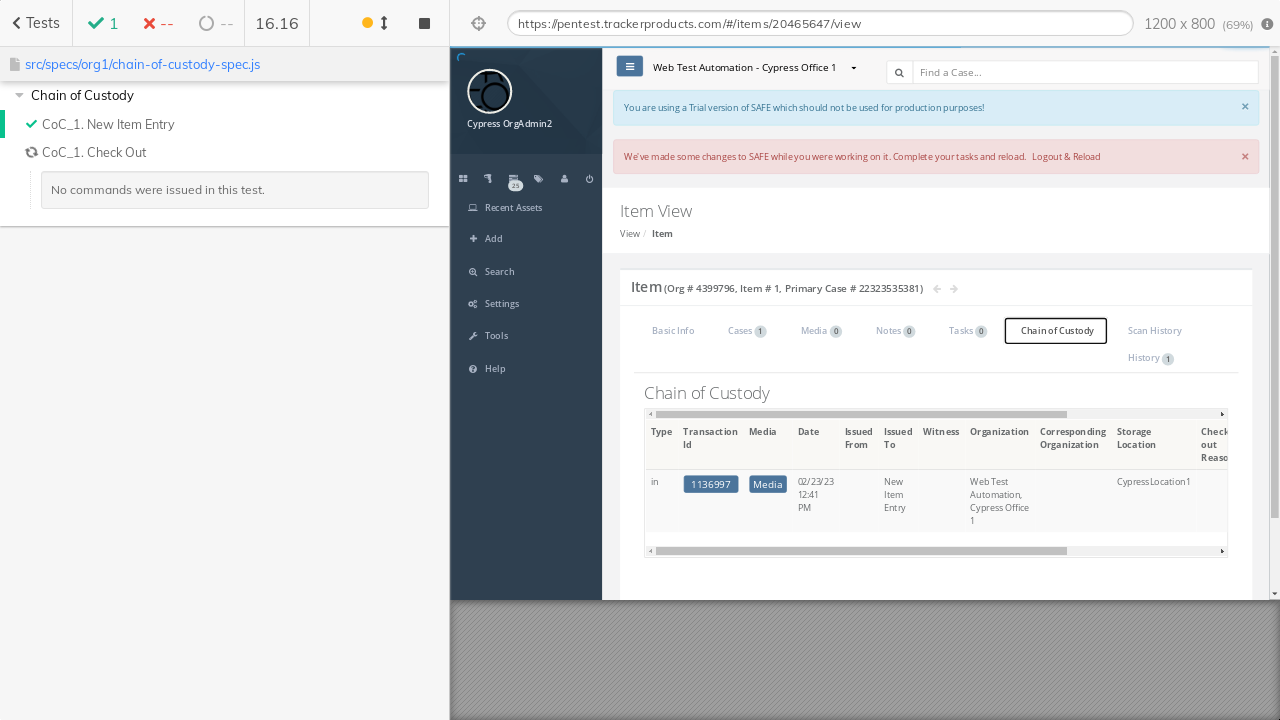 Tests
1
--
--
16.16
https://pentest.trackerproducts.com/#/items/20465647/view
1200 x 800 (69%)
src/specs/org1/chain-of-custody-spec.js
Chain of Custody
CoC_1. New Item Entry
CoC_1. Check Out
No commands were issued in this test.
Cypress OrgAdmin2
25
Recent Assets
Add
Search
Settings
Tools
Help
Web Test Automation - Cypress Office 1
Find a Case...
You are using a Trial version of SAFE which should not be used for production purposes!
×
We've made some changes to SAFE while you were working on it. Complete your tasks and reload. Logout & Reload
×
Item View
View / Item
Item (Org # 4399796, Item # 1, Primary Case # 22323535381)
Basic Info
Cases 1
Media 0
Notes 0
Tasks 0
Chain of Custody
Scan History
History 1
Chain of Custody
Type
Transaction
Id
Media
Date
Issued
From
Issued
To
Witness
Organization
Corresponding
Organization
Storage
Location
Check
out
Reaso
in
1136997
Media
02/23/23
12:41
PM
New
Item
Entry
Web Test
Automation,
Cypress Office
1
CypressLocation1